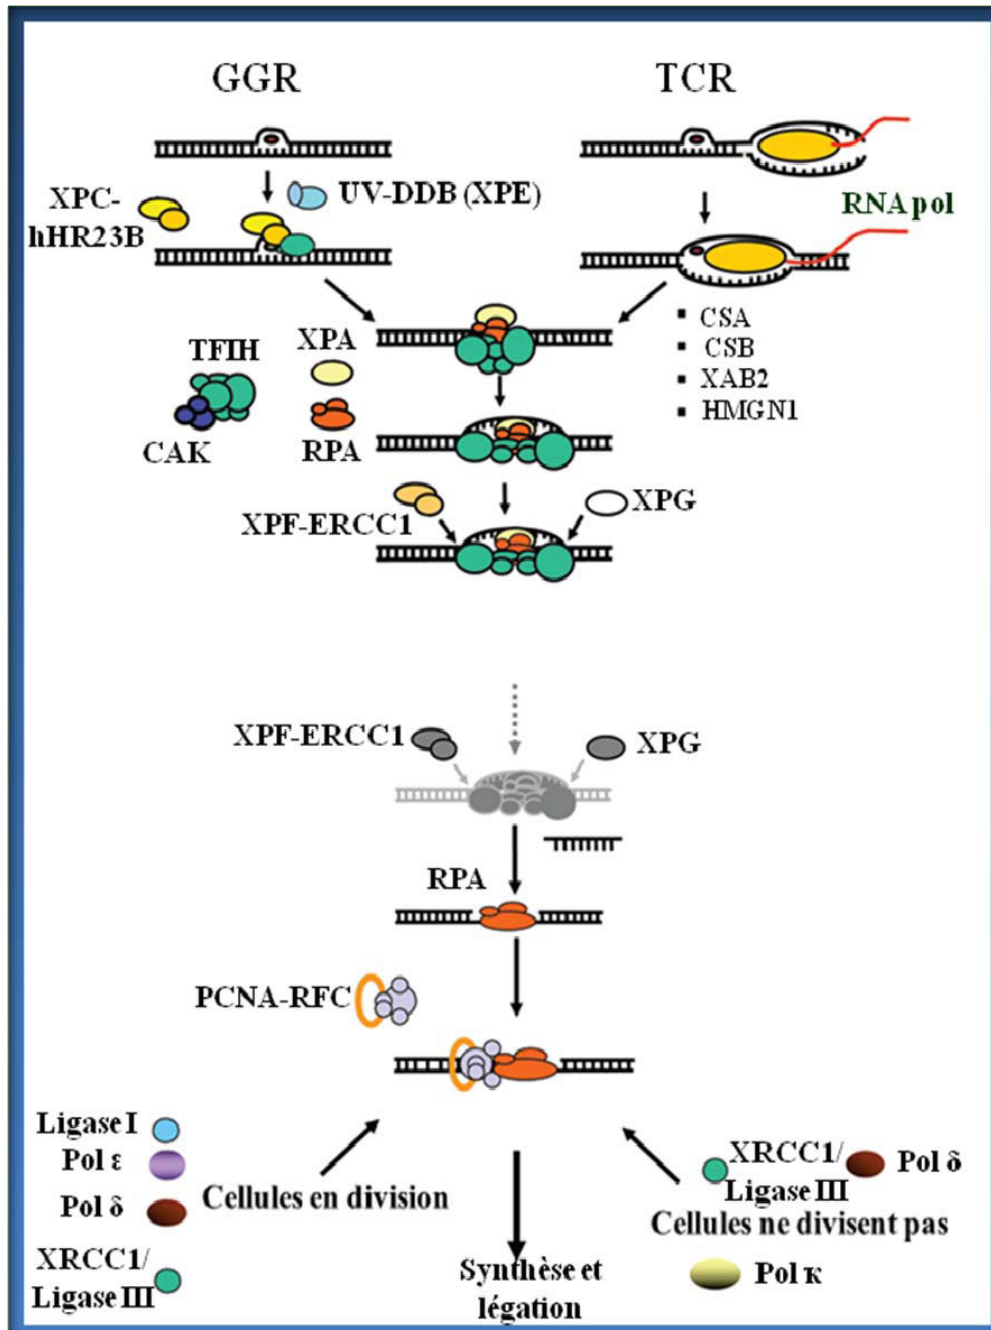 GGR
TCR
UV-DDB (XPE)
XPC-
hHR23B
RNA pol
TFIH
XPA
CAK
RPA
▪ CSA
▪ CSB
▪ XAB2
▪ HMGN1
XPF-ERCC1
XPG
XPF-ERCC1
XPG
RPA
PCNA-RFC
Ligase I
Pol ε
Pol δ
XRCC1/
Ligase III
Cellules en division
Synthèse et
légation
XRCC1/
Ligase III
Pol δ
Cellules ne divisent pas
Pol κ